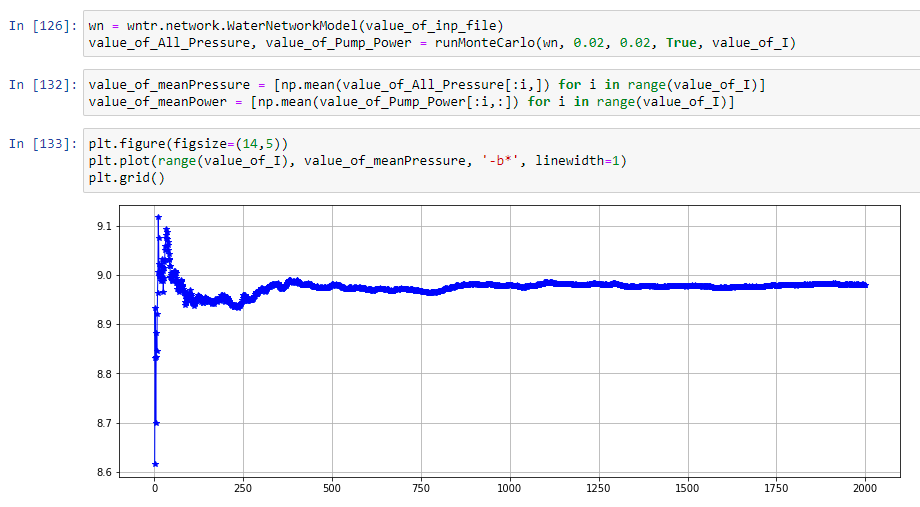 In [126]: wn = wntr.network.WaterNetworkModel(value_of_inp_file)
value_of_All_Pressure, value_of_Pump_Power = runMonteCarlo(wn, 0.02, 0.02, True, value_of_I)
In [132]: value_of_meanPressure = [np.mean(value_of_All_Pressure[:i,]) for i in range(value_of_I)]
value_of_meanPower = [np.mean(value_of_Pump_Power[:i,:]) for i in range(value_of_I)]
In [133]: plt.figure(figsize=(14,5))
plt.plot(range(value_of_I), value_of_meanPressure, '-b*', linewidth=1)
plt.grid()
9.1
9.0
8.9
8.8
8.7
8.6
0 250 500 750 1000 1250 1500 1750 2000